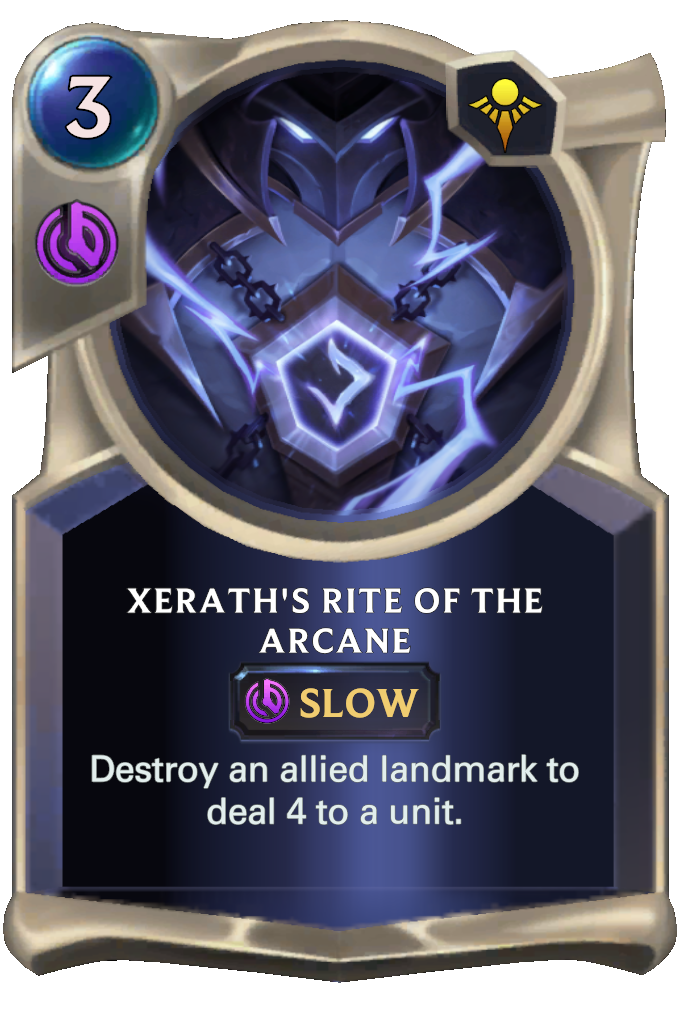 3
XERATH'S RITE OF THE
ARCANE
SLOW
Destroy an allied landmark to
deal 4 to a unit.